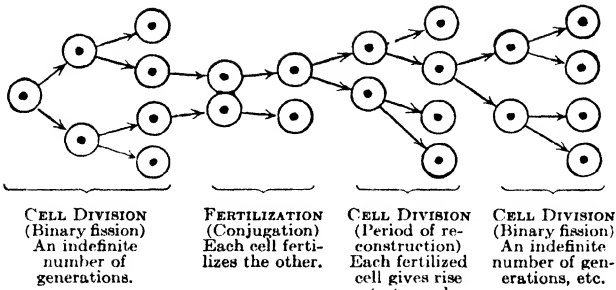 CELL DIVISION
(Binary fission)
An indefinite
number of
generations.
FERTILIZATION
(Conjugation)
Each cell ferti-
lizes the other.
CELL DIVISION
(Period of re-
construction)
Each fertilized
cell gives rise
CELL DIVISION
(Binary fission)
An indefinite
number of gen-
erations, etc.